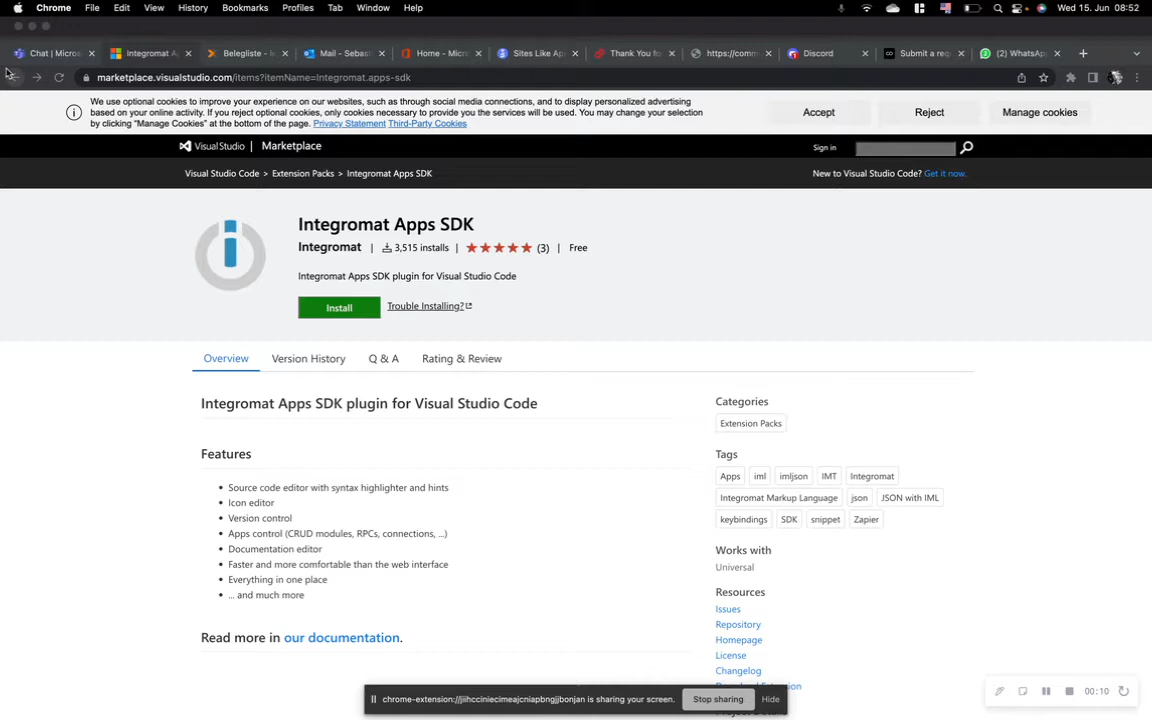 Chrome File Edit View History Bookmarks Profiles Tab Window Help Wed 15. Jun 08:52
Chat | Micros Integromat A Belegliste – Mail – Sebast Home – Micr Sites Like Ap Thank You fo https://comm Discord Submit a req (2) WhatsApp
marketplace.visualstudio.com/items?itemName=Integromat.apps-sdk
We use optional cookies to improve your experience on our websites, such as through social media connections, and to display personalized advertising
based on your online activity. If you reject optional cookies, only cookies necessary to provide you the services will be used. You may change your selection
by clicking "Manage Cookies" at the bottom of the page. Privacy Statement Third-Party Cookies
Accept Reject Manage cookies
Visual Studio | Marketplace Sign in
Visual Studio Code > Extension Packs > Integromat Apps SDK New to Visual Studio Code? Get it now.
Integromat Apps SDK
Integromat | 3,515 installs | (3) | Free
Integromat Apps SDK plugin for Visual Studio Code
Install Trouble Installing?
Overview Version History Q & A Rating & Review
Integromat Apps SDK plugin for Visual Studio Code
Features
• Source code editor with syntax highlighter and hints
• Icon editor
• Version control
• Apps control (CRUD modules, RPCs, connections, ...)
• Documentation editor
• Faster and more comfortable than the web interface
• Everything in one place
• ... and much more
Read more in our documentation.
Categories
Extension Packs
Tags
Apps iml imljson IMT Integromat
Integromat Markup Language json JSON with IML
keybindings SDK snippet Zapier
Works with
Universal
Resources
Issues
Repository
Homepage
License
Changelog
chrome-extension://jiihcciniecimeajcniapbngjjbonjan is sharing your screen. Stop sharing Hide
00:10